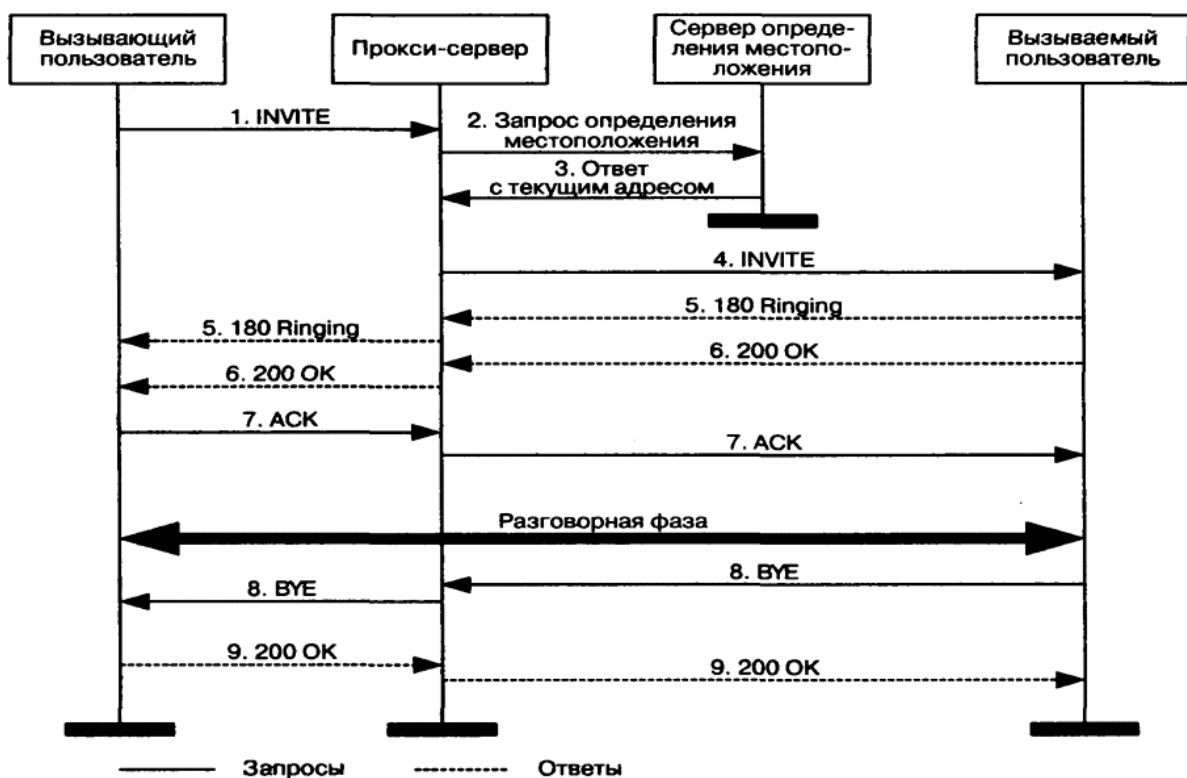 Вызывающий
пользователь
Прокси-сервер
Сервер опреде-
ления местопо-
ложения
Вызываемый
пользователь
1. INVITE
2. Запрос определения
местоположения
3. Ответ
с текущим адресом
4. INVITE
5. 180 Ringing
5. 180 Ringing
6. 200 OK
6. 200 OK
7. ACK
7. ACK
Разговорная фаза
8. BYE
8. BYE
9. 200 OK
9. 200 OK
Запросы
Ответы